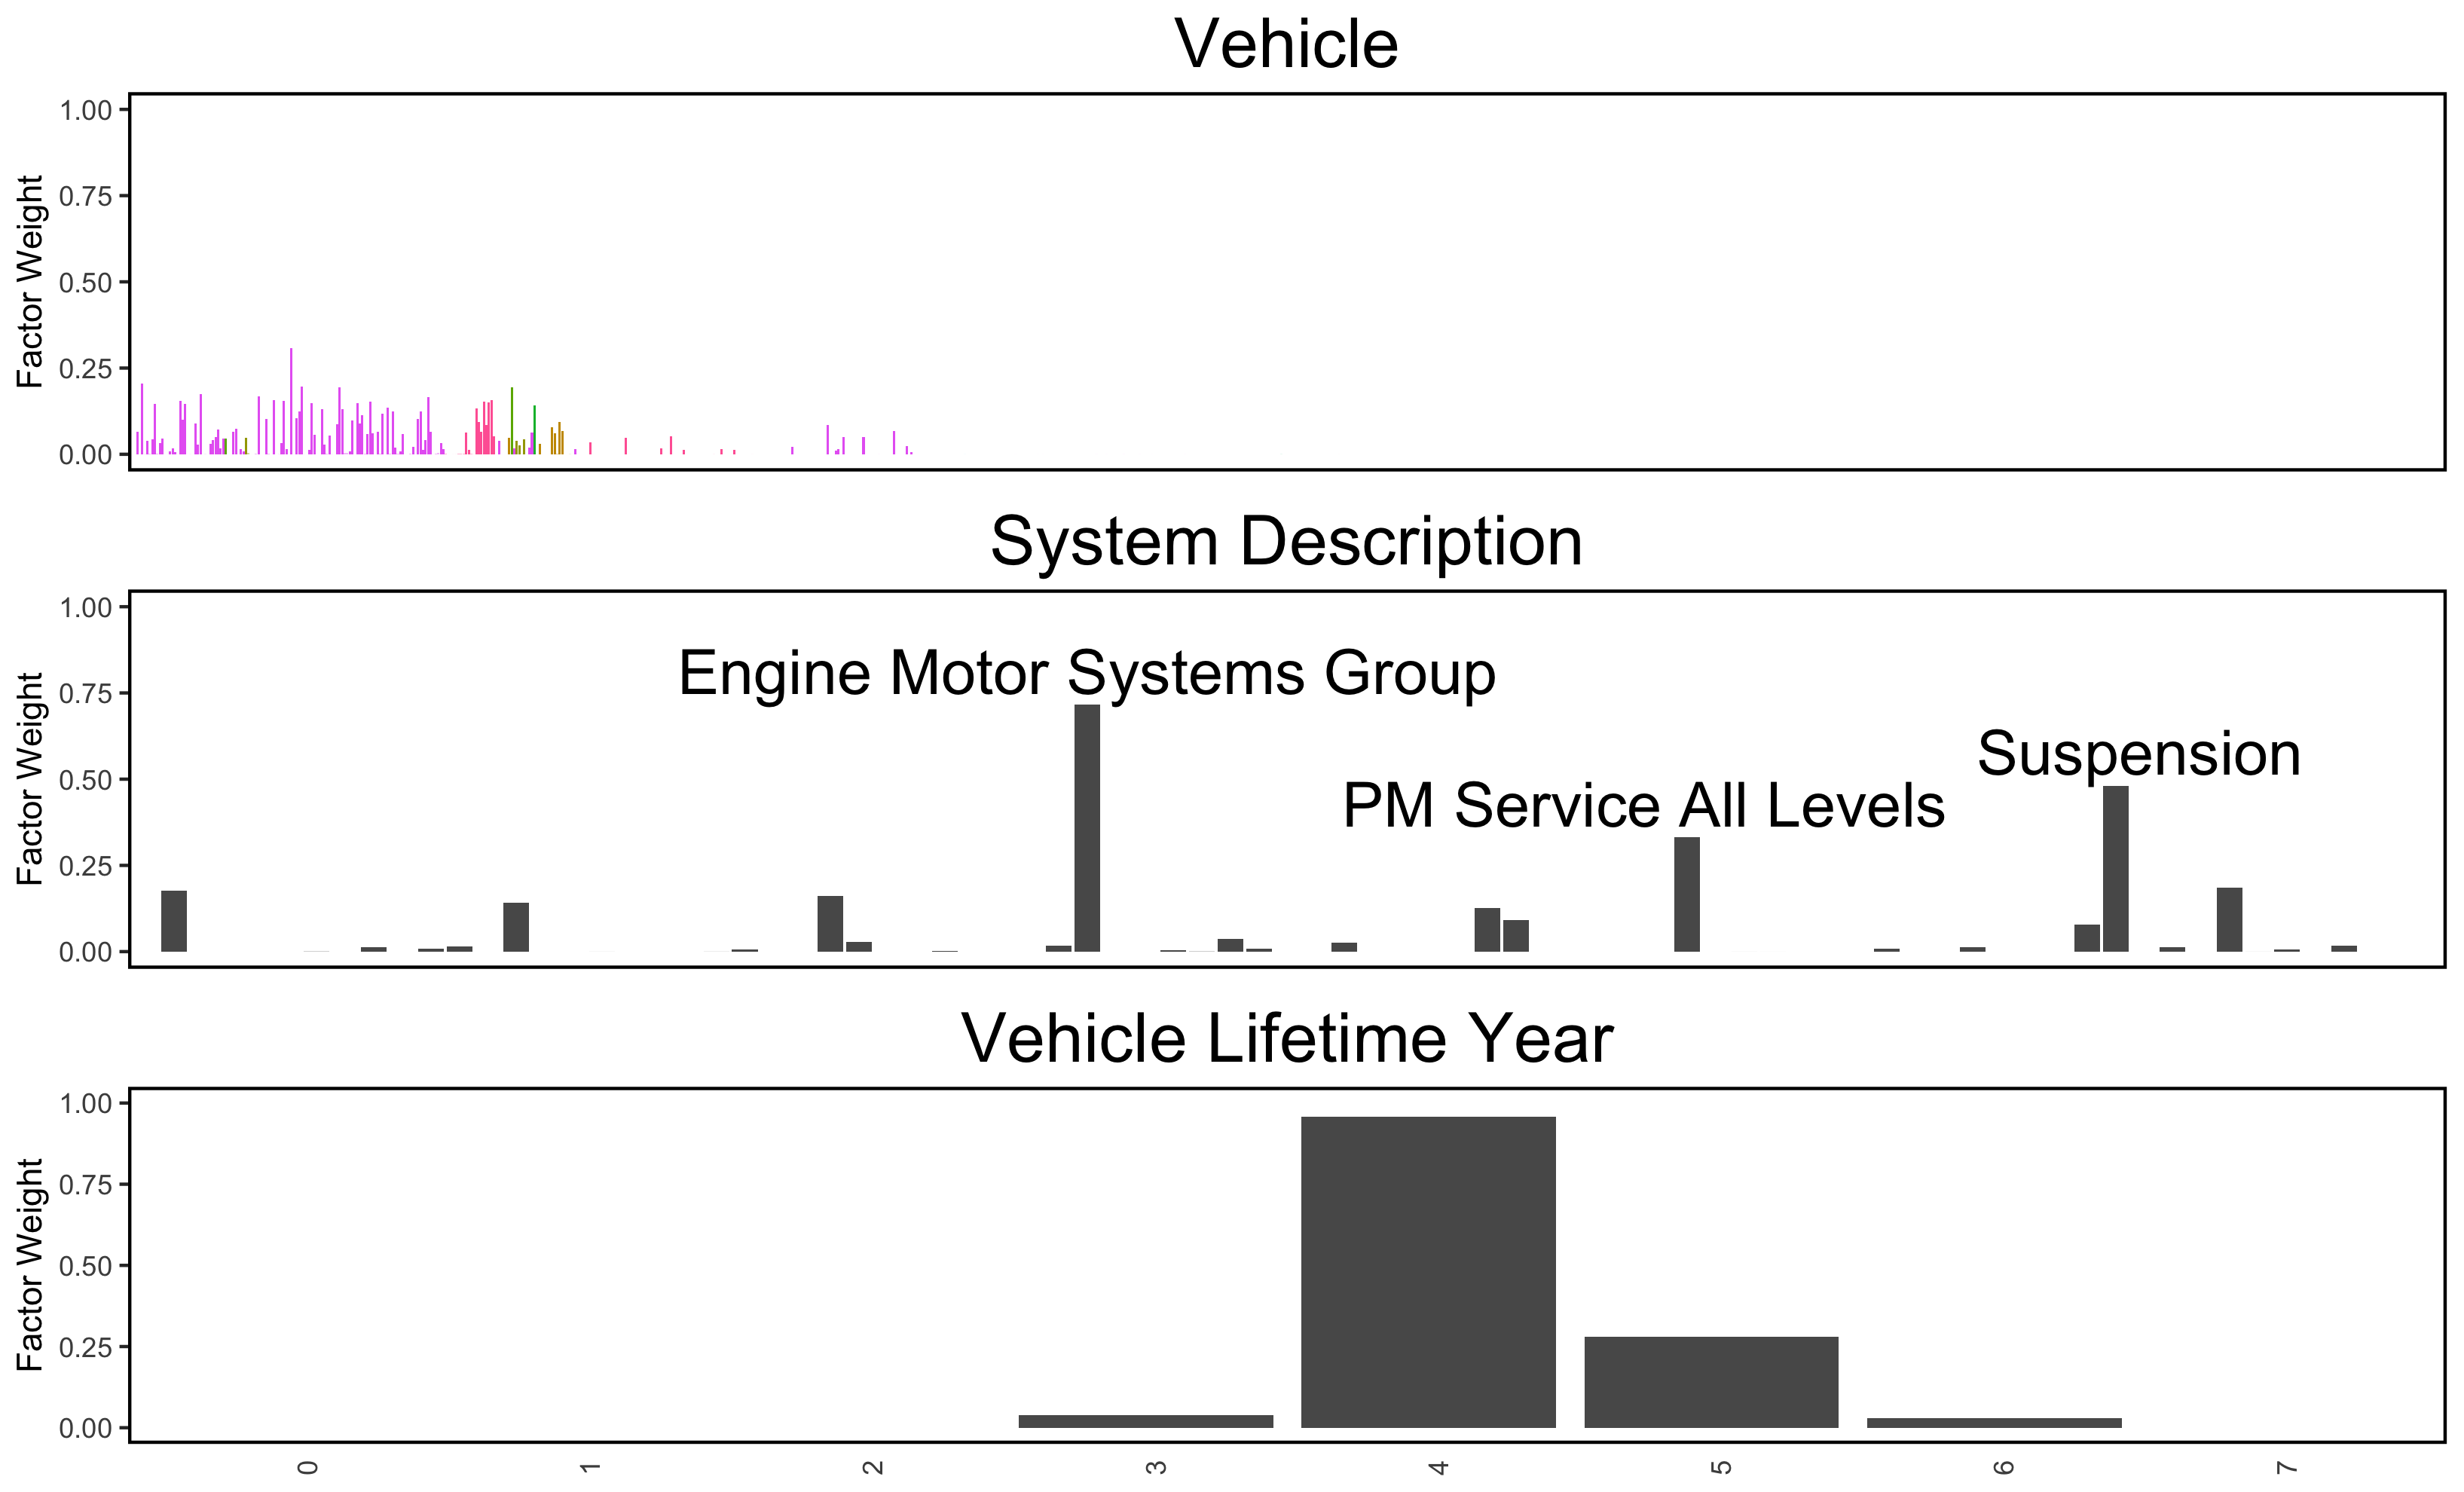 Vehicle
Factor Weight
1.00
0.75
0.50
0.25
0.00
System Description
Factor Weight
1.00
0.75
0.50
0.25
0.00
Engine Motor Systems Group
Suspension
PM Service All Levels
Vehicle Lifetime Year
Factor Weight
1.00
0.75
0.50
0.25
0.00
0 1 2 3 4 5 6 7